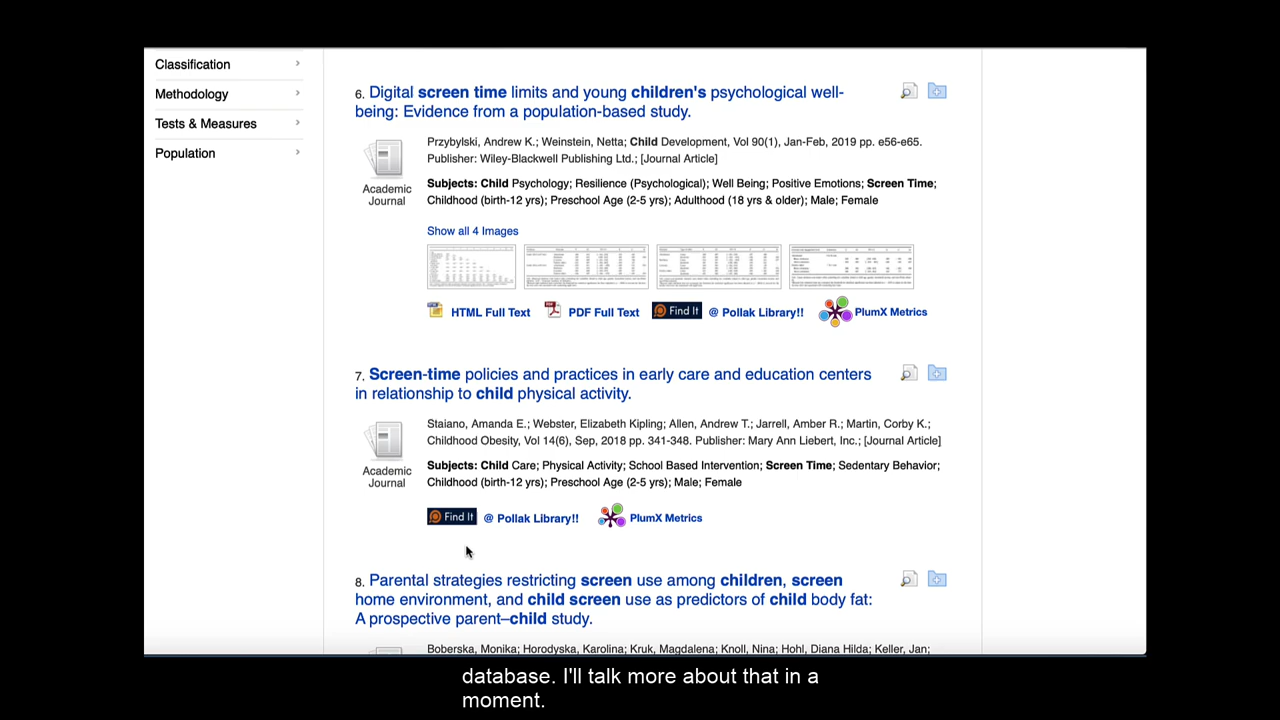 Classification
Methodology
Tests & Measures
Population
6. Digital screen time limits and young children's psychological well-
being: Evidence from a population-based study.
Przybylski, Andrew K.; Weinstein, Netta; Child Development, Vol 90(1), Jan-Feb, 2019 pp. e56-e65.
Publisher: Wiley-Blackwell Publishing Ltd.; [Journal Article]
Academic
Journal
Subjects: Child Psychology; Resilience (Psychological); Well Being; Positive Emotions; Screen Time;
Childhood (birth-12 yrs); Preschool Age (2-5 yrs); Adulthood (18 yrs & older); Male; Female
Show all 4 Images
HTML Full Text PDF Full Text Find It @ Pollak Library!! PlumX Metrics
7. Screen-time policies and practices in early care and education centers
in relationship to child physical activity.
Staiano, Amanda E.; Webster, Elizabeth Kipling; Allen, Andrew T.; Jarrell, Amber R.; Martin, Corby K.;
Childhood Obesity, Vol 14(6), Sep, 2018 pp. 341-348. Publisher: Mary Ann Liebert, Inc.; [Journal Article]
Academic
Journal
Subjects: Child Care; Physical Activity; School Based Intervention; Screen Time; Sedentary Behavior;
Childhood (birth-12 yrs); Preschool Age (2-5 yrs); Male; Female
Find It @ Pollak Library!! PlumX Metrics
8. Parental strategies restricting screen use among children, screen
home environment, and child screen use as predictors of child body fat:
A prospective parent–child study.
Boberska, Monika; Horodyska, Karolina; Kruk, Magdalena; Knoll, Nina; Hohl, Diana Hilda; Keller, Jan;
database. I'll talk more about that in a
moment.